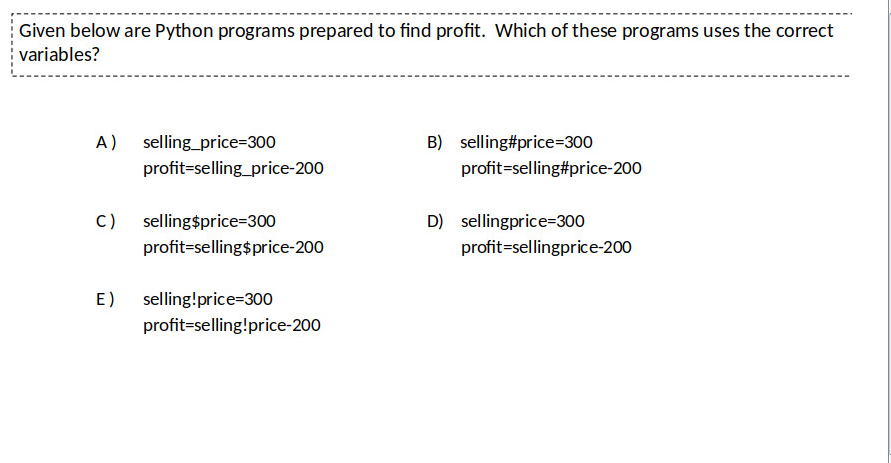 Given below are Python programs prepared to find profit.  Which of these programs uses the correct
variables?
A )   selling_price=300
profit=selling_price-200
B)   selling#price=300
profit=selling#price-200
C )   selling$price=300
profit=selling$price-200
D)   sellingprice=300
profit=sellingprice-200
E )   selling!price=300
profit=selling!price-200